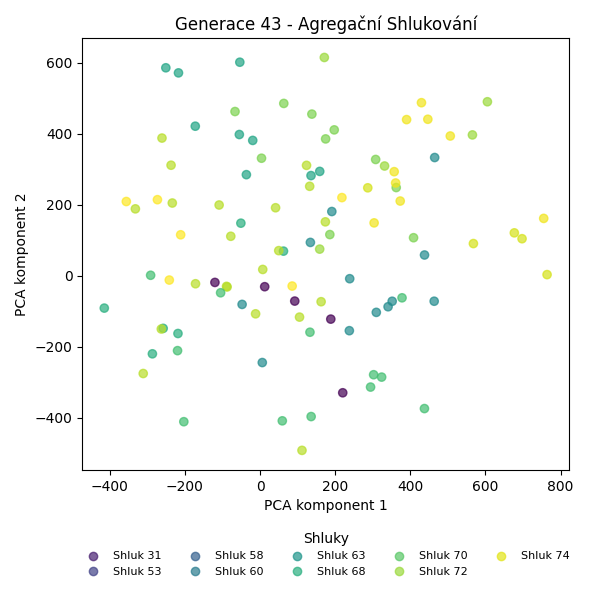 Generace 43 - Agregační Shlukování
PCA komponent 2
600
400
200
0
−200
−400
−400 −200 0 200 400 600 800
PCA komponent 1
Shluky
Shluk 31 Shluk 58 Shluk 63 Shluk 70 Shluk 74
Shluk 53 Shluk 60 Shluk 68 Shluk 72